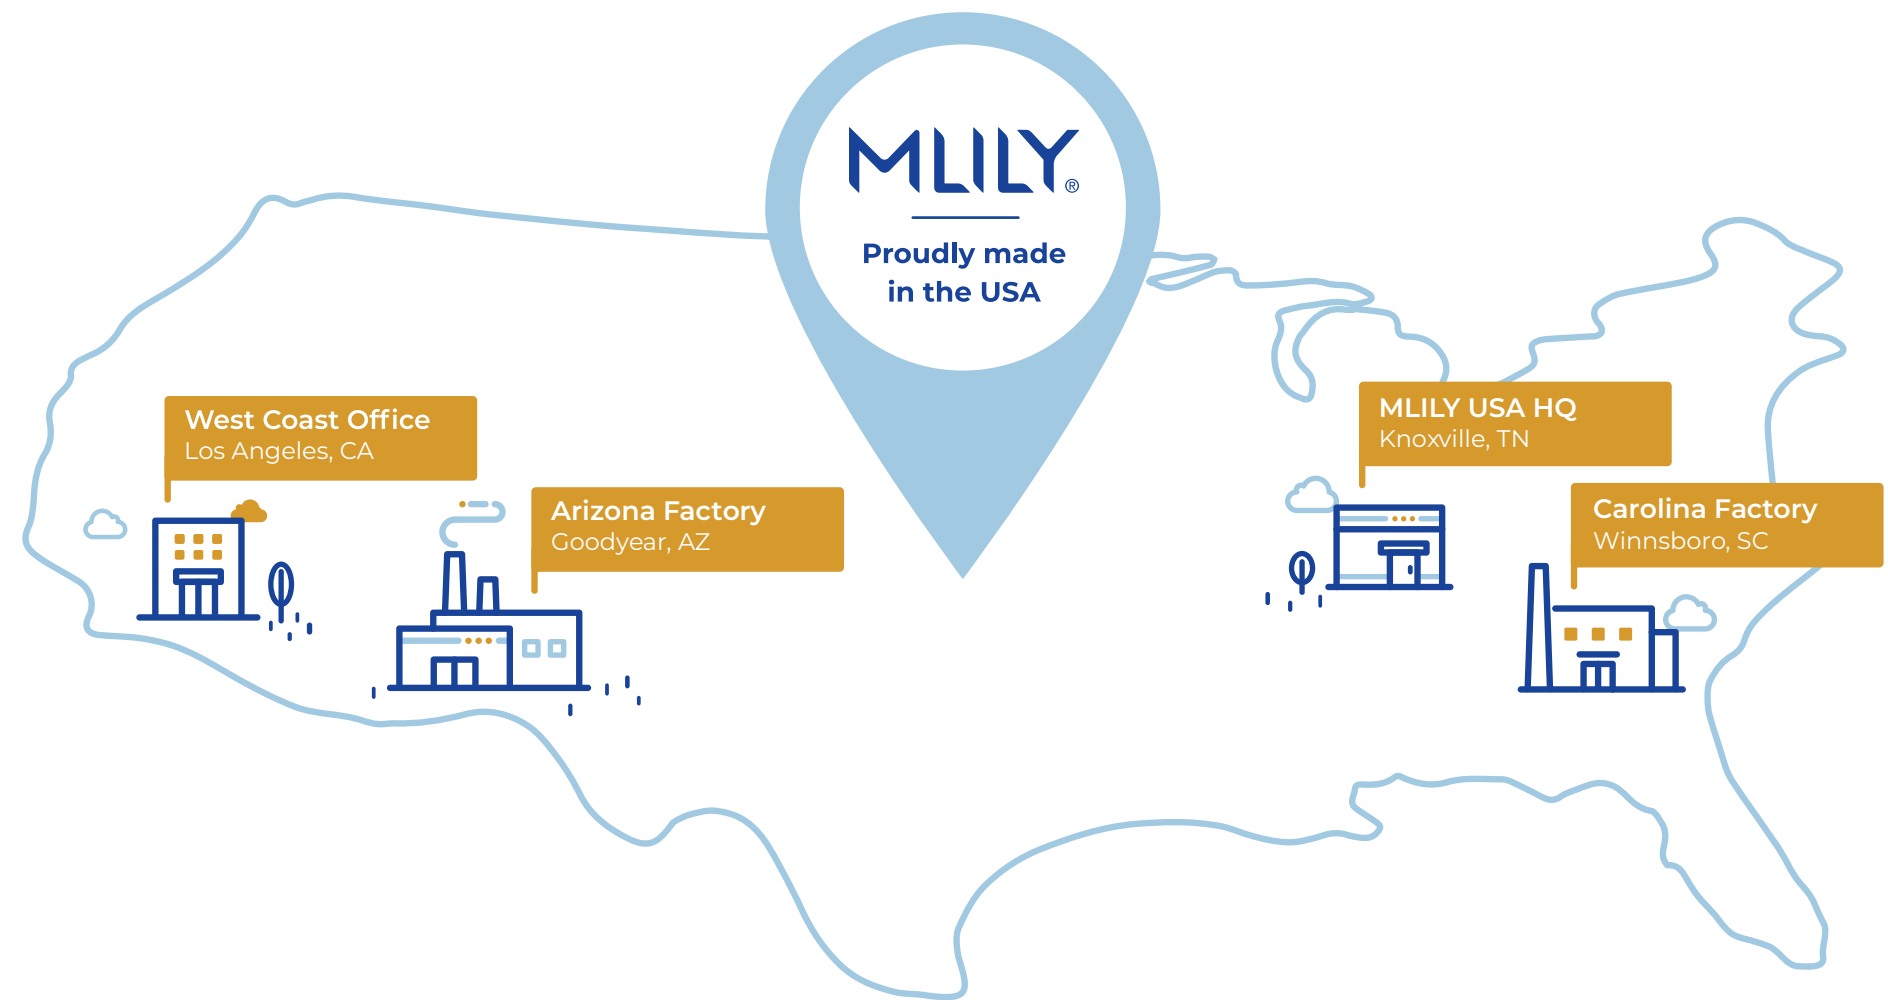 MLILY®
Proudly made
in the USA
West Coast Office
Los Angeles, CA
Arizona Factory
Goodyear, AZ
MLILY USA HQ
Knoxville, TN
Carolina Factory
Winnsboro, SC